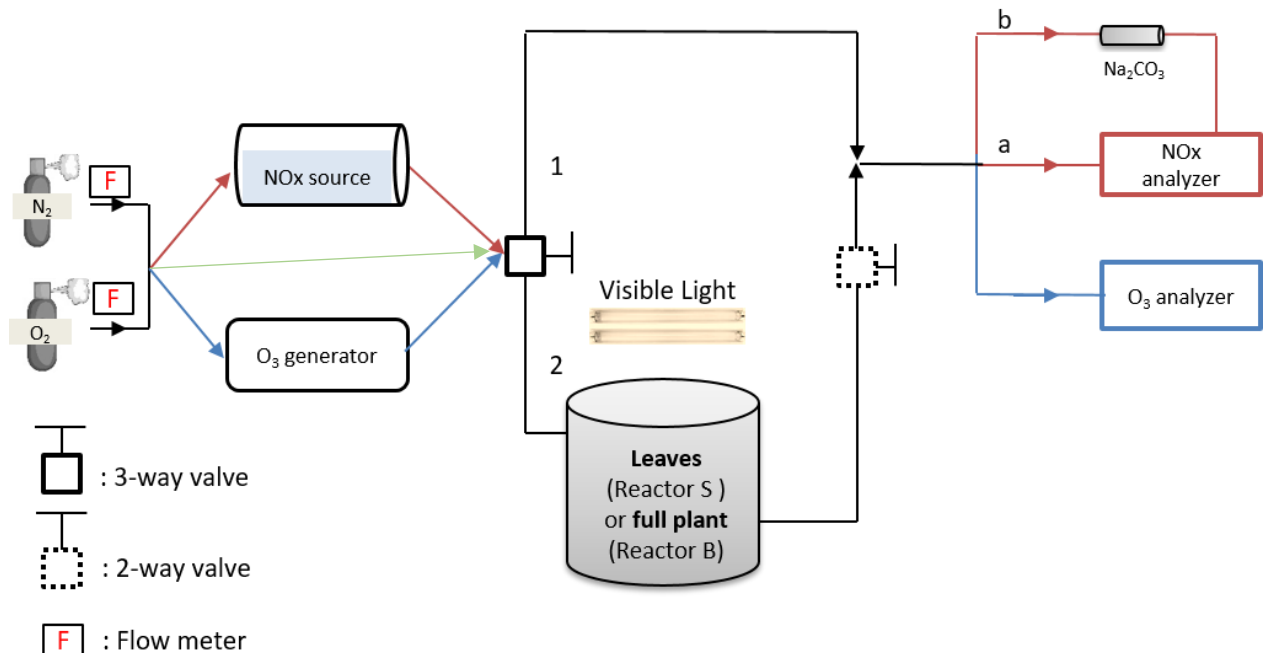 b
Na₂CO₃
a
NOx
analyzer
O₃ analyzer
NOx source
1
F
N₂
F
O₂
Visible Light
O₃ generator
2
Leaves
(Reactor S )
or full plant
(Reactor B)
: 3-way valve
: 2-way valve
F : Flow meter